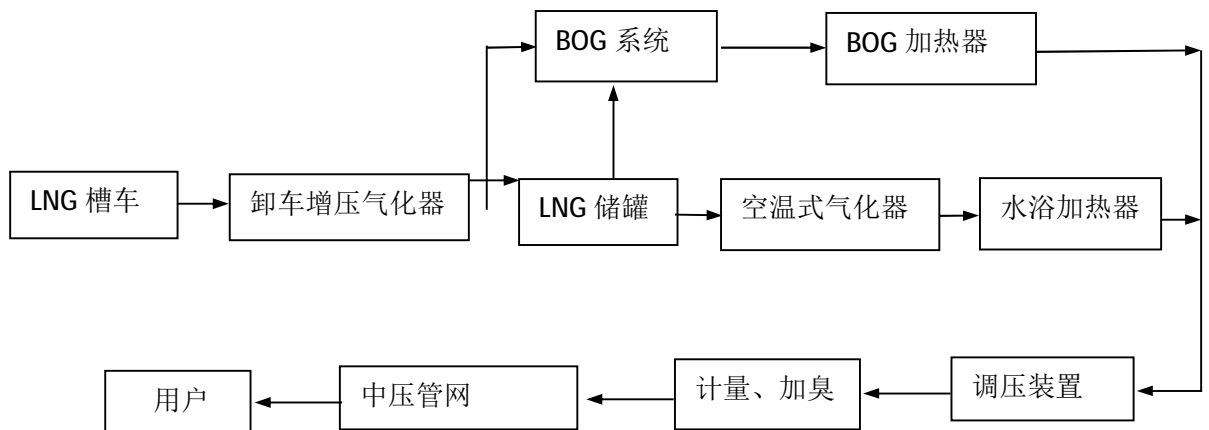 BOG 系统
BOG 加热器
LNG 槽车
卸车增压气化器
LNG 储罐
空温式气化器
水浴加热器
用户
中压管网
计量、加臭
调压装置